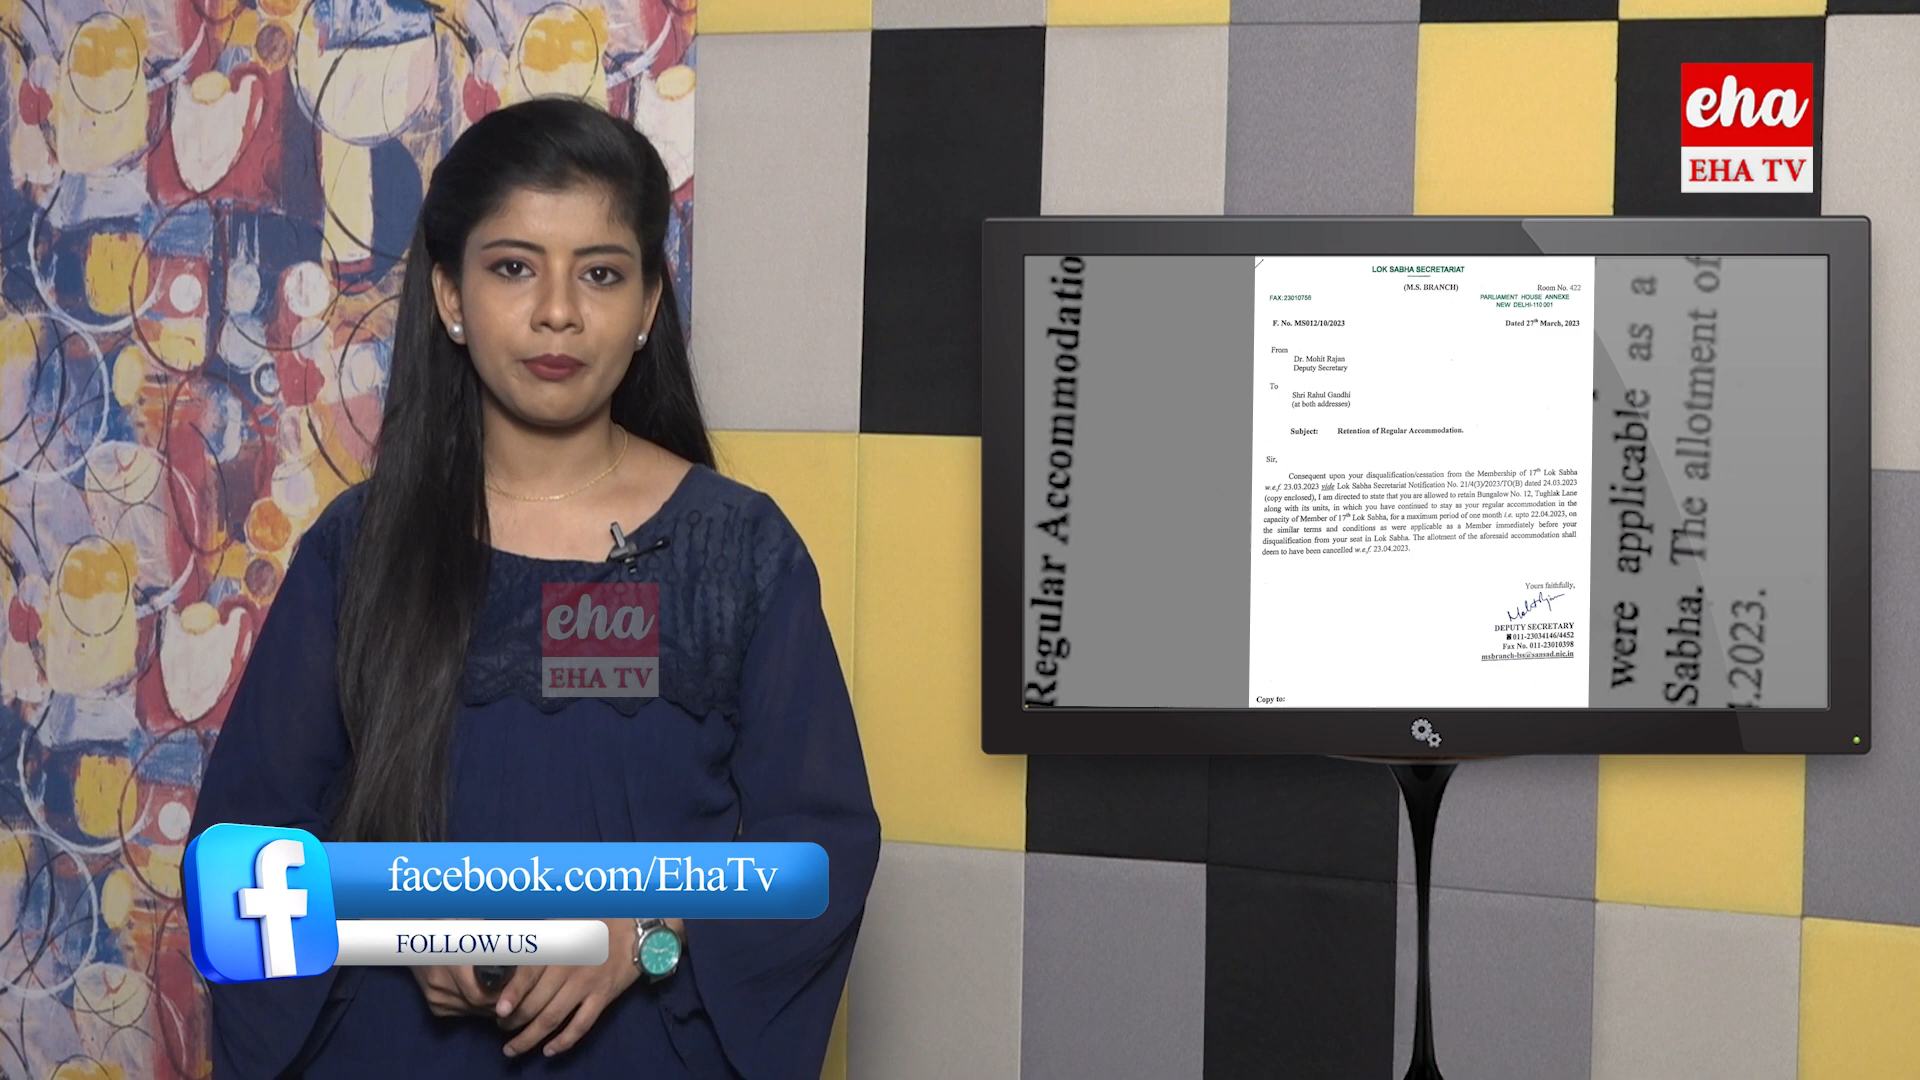 eha
EHA TV
Regular Accommodatio
LOK SABHA SECRETARIAT
(M.S. BRANCH)
Room No. 422
FAX:23010756
PARLIAMENT HOUSE ANNEXE
NEW DELHI-110 001
F. No. MS012/10/2023
Dated 27th March, 2023
From
Dr. Mohit Rajan
Deputy Secretary
To
Shri Rahul Gandhi
(at both addresses)
Subject: Retention of Regular Accommodation.
Sir,
Consequent upon your disqualification/cessation from the Membership of 17th Lok Sabha
w.e.f. 23.03.2023 vide Lok Sabha Secretariat Notification No. 21/4(3)/2023/TO(B) dated 24.03.2023
(copy enclosed), I am directed to state that you are allowed to retain Bungalow No. 12, Tughlak Lane
along with its units, in which you have continued to stay as your regular accommodation in the
capacity of Member of 17th Lok Sabha, for a maximum period of one month i.e. upto 22.04.2023, on
the similar terms and conditions as were applicable as a Member immediately before your
disqualification from your seat in Lok Sabha. The allotment of the aforesaid accommodation shall
deem to have been cancelled w.e.f. 23.04.2023.
Yours faithfully,
DEPUTY SECRETARY
011-23034146/4452
Fax No. 011-23010398
msbranch-lss@sansad.nic.in
Copy to:
were applicable as a
Sabha. The allotment of
.2023.
eha
EHA TV
facebook.com/EhaTv
FOLLOW US